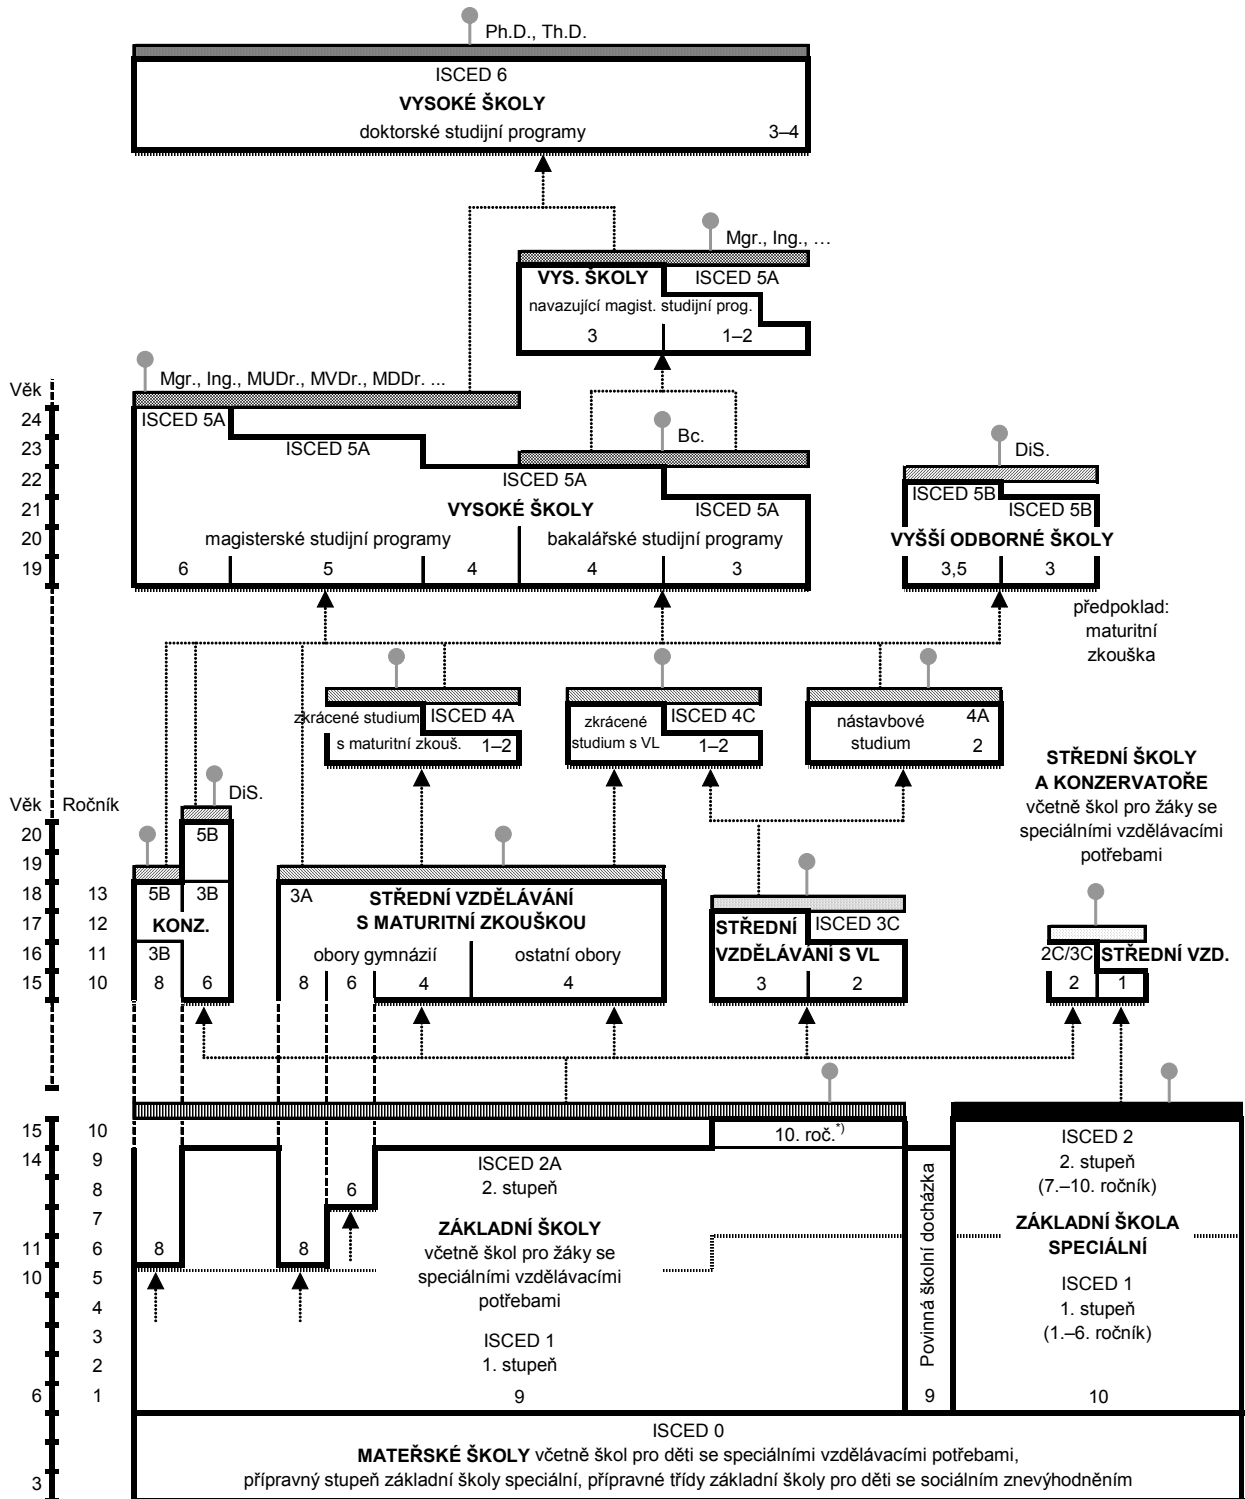 Ph.D., Th.D.
ISCED 6
VYSOKÉ ŠKOLY
doktorské studijní programy 3–4
Mgr., Ing., …
VYS. ŠKOLY ISCED 5A
navazující magist. studijní prog.
3 1–2
Mgr., Ing., MUDr., MVDr., MDDr. ...
Věk
24 ISCED 5A
23 ISCED 5A Bc. DiS.
22 ISCED 5A ISCED 5B
21 VYSOKÉ ŠKOLY ISCED 5A ISCED 5B
20 magisterské studijní programy bakalářské studijní programy VYŠŠÍ ODBORNÉ ŠKOLY
19 6 5 4 4 3 3,5 3
předpoklad:
maturitní
zkouška
zkrácené studium ISCED 4A
s maturitní zkouš. 1–2
zkrácené ISCED 4C
studium s VL 1–2
nástavbové 4A
studium 2
STŘEDNÍ ŠKOLY
A KONZERVATOŘE
včetně škol pro žáky se
speciálními vzdělávacími
potřebami
DiS.
Věk Ročník
20 5B
19
18 13 5B 3B 3A STŘEDNÍ VZDĚLÁVÁNÍ
17 12 KONZ. S MATURITNÍ ZKOUŠKOU STŘEDNÍ ISCED 3C
16 11 3B obory gymnázií ostatní obory VZDĚLÁVÁNÍ S VL 2C/3C STŘEDNÍ VZD.
15 10 8 6 8 6 4 4 3 2 2 1
15 10 10. roč.*) ISCED 2
14 9 ISCED 2A 2. stupeň
8 6 2. stupeň (7.–10. ročník)
7 ZÁKLADNÍ ŠKOLY ZÁKLADNÍ ŠKOLA
11 6 8 8 včetně škol pro žáky se SPECIÁLNÍ
10 5 speciálními vzdělávacími ISCED 1
4 potřebami 1. stupeň
3 ISCED 1 (1.–6. ročník)
2 1. stupeň
Povinná školní docházka
6 1 9 9 10
ISCED 0
MATEŘSKÉ ŠKOLY včetně škol pro děti se speciálními vzdělávacími potřebami,
3 přípravný stupeň základní školy speciální, přípravné třídy základní školy pro děti se sociálním znevýhodněním